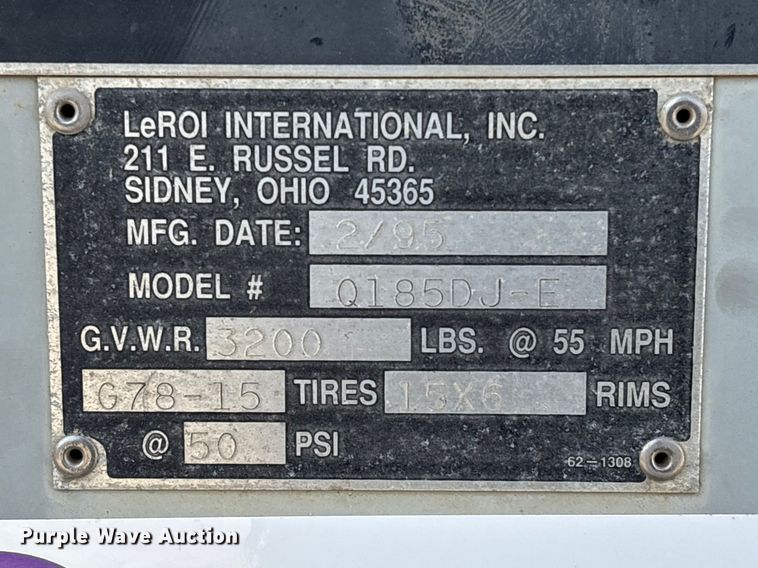 LeROI INTERNATIONAL, INC.
211 E. RUSSEL RD.
SIDNEY, OHIO 45365
MFG. DATE: 2/95
MODEL # Q185DJ-E
G.V.W.R. 3200 LBS. @ 55 MPH
G78-15 TIRES 15X6 RIMS
@ 50 PSI
62-1308
Purple Wave Auction